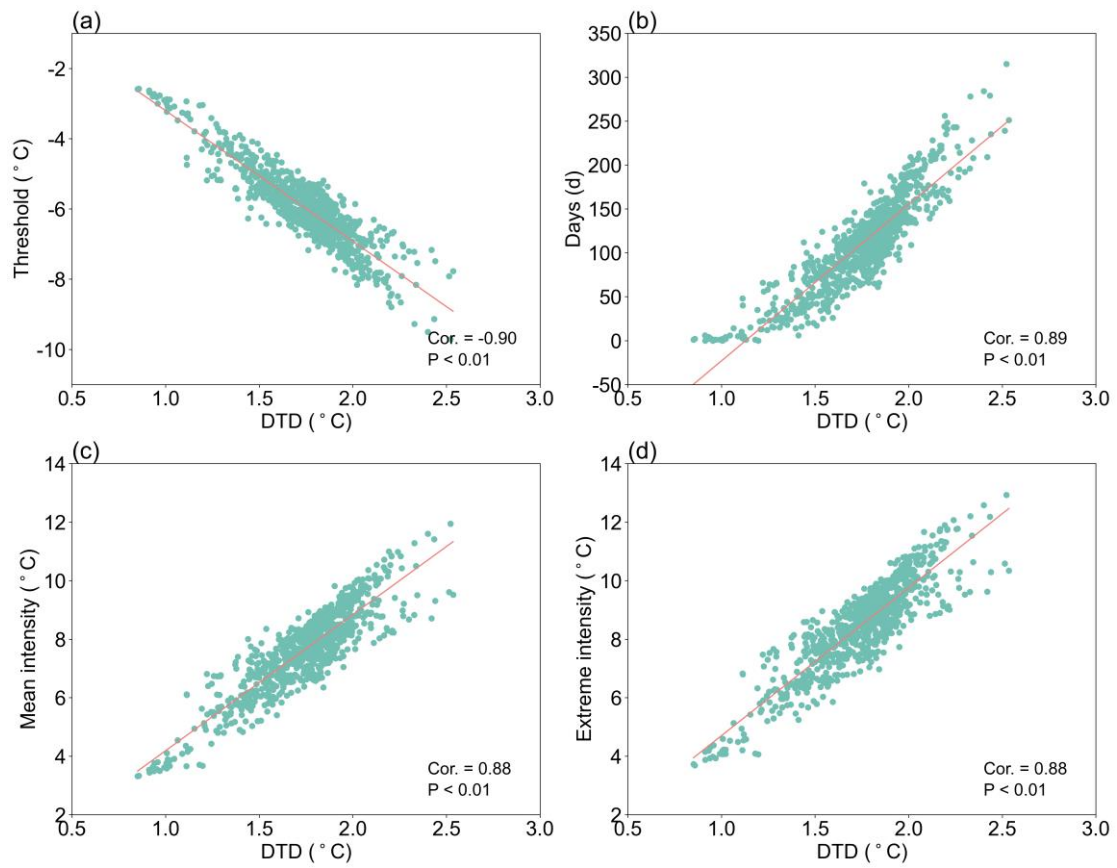 (a)
-2
-4
-6
-8
-10
Threshold (°C)
Cor. = -0.90
P < 0.01
0.5 1.0 1.5 2.0 2.5 3.0
DTD (°C)
(b)
350
300
250
200
150
100
50
0
-50
Days (d)
Cor. = 0.89
P < 0.01
0.5 1.0 1.5 2.0 2.5 3.0
DTD (°C)
(c)
14
12
10
8
6
4
2
Mean intensity (°C)
Cor. = 0.88
P < 0.01
0.5 1.0 1.5 2.0 2.5 3.0
DTD (°C)
(d)
14
12
10
8
6
4
2
Extreme intensity (°C)
Cor. = 0.88
P < 0.01
0.5 1.0 1.5 2.0 2.5 3.0
DTD (°C)